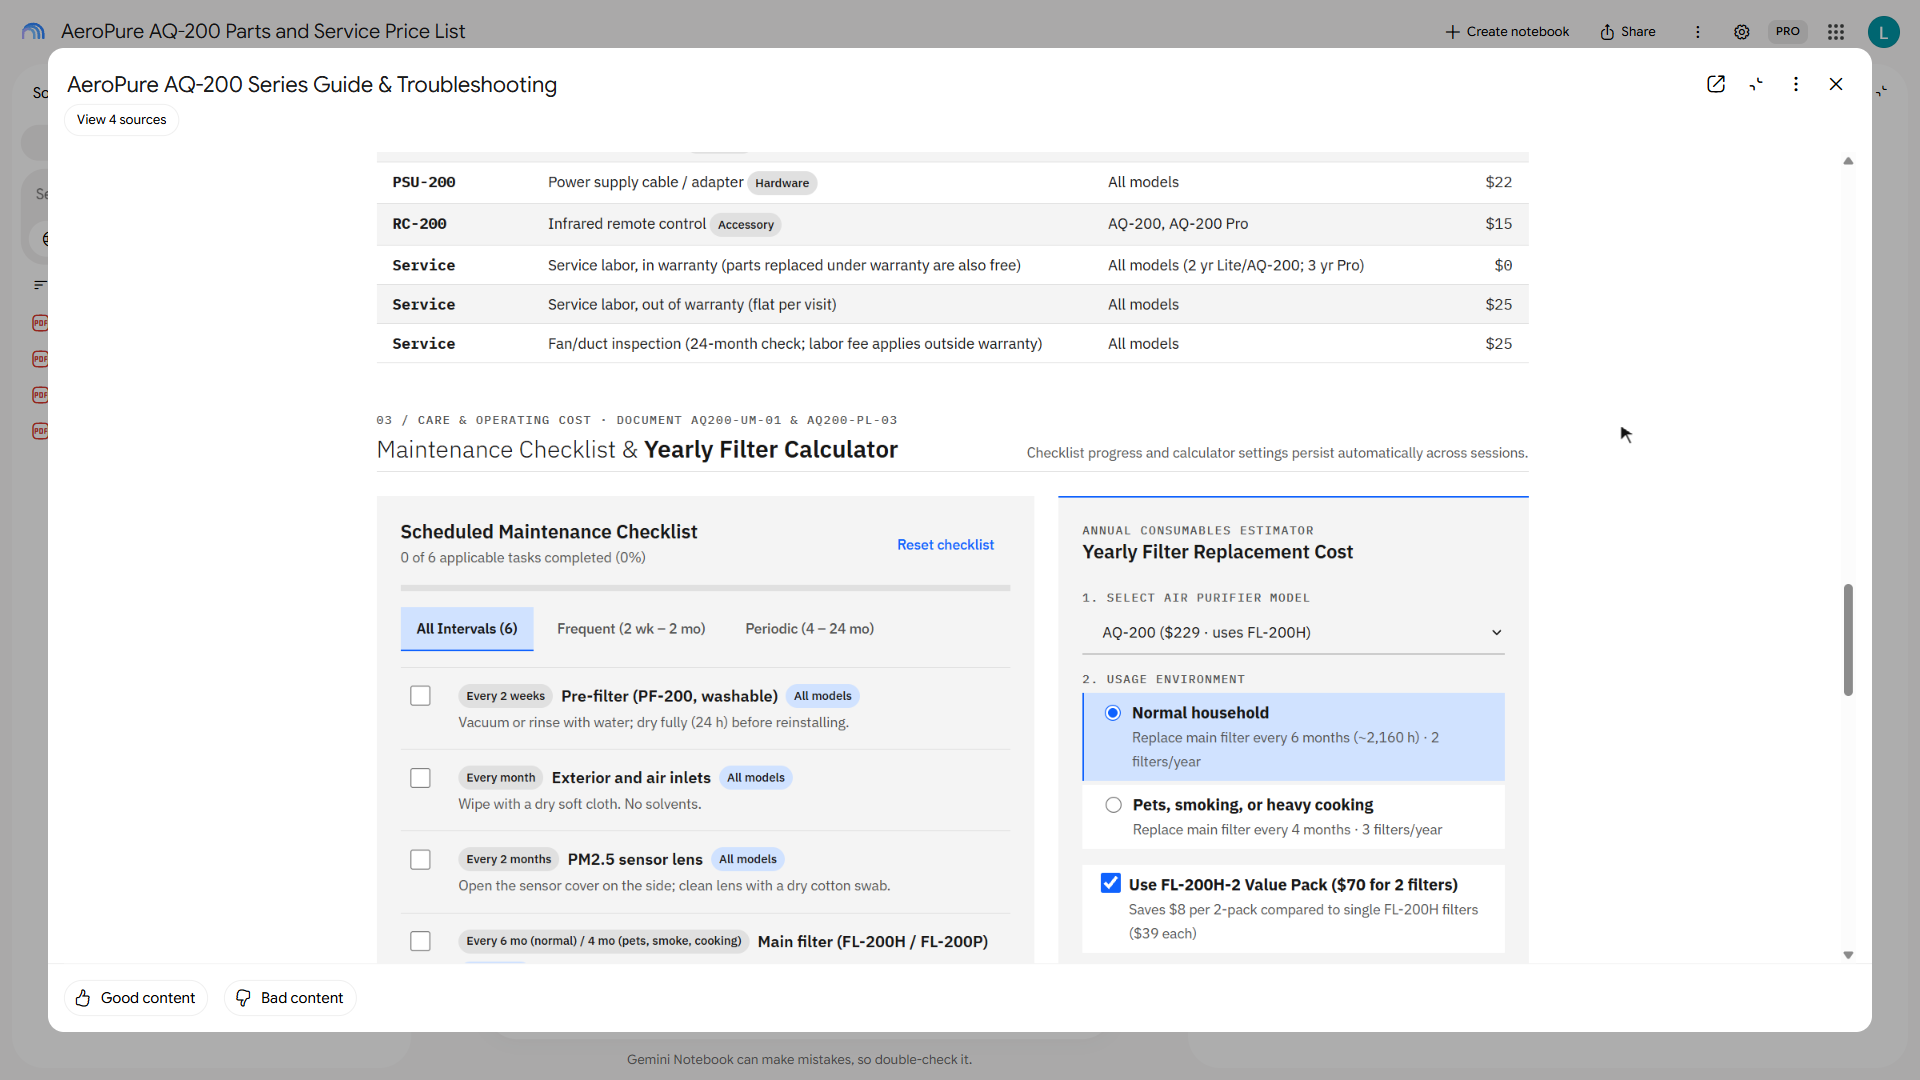 AeroPure AQ-200 Parts and Service Price List
Create notebook
Share
PRO
L
AeroPure AQ-200 Series Guide & Troubleshooting
View 4 sources
PSU-200 Power supply cable / adapter Hardware All models $22
RC-200 Infrared remote control Accessory AQ-200, AQ-200 Pro $15
Service Service labor, in warranty (parts replaced under warranty are also free) All models (2 yr Lite/AQ-200; 3 yr Pro) $0
Service Service labor, out of warranty (flat per visit) All models $25
Service Fan/duct inspection (24-month check; labor fee applies outside warranty) All models $25
03 / CARE & OPERATING COST · DOCUMENT AQ200-UM-01 & AQ200-PL-03
Maintenance Checklist & Yearly Filter Calculator
Checklist progress and calculator settings persist automatically across sessions.
Scheduled Maintenance Checklist
0 of 6 applicable tasks completed (0%)
Reset checklist
All Intervals (6) Frequent (2 wk – 2 mo) Periodic (4 – 24 mo)
Every 2 weeks Pre-filter (PF-200, washable) All models
Vacuum or rinse with water; dry fully (24 h) before reinstalling.
Every month Exterior and air inlets All models
Wipe with a dry soft cloth. No solvents.
Every 2 months PM2.5 sensor lens All models
Open the sensor cover on the side; clean lens with a dry cotton swab.
Every 6 mo (normal) / 4 mo (pets, smoke, cooking) Main filter (FL-200H / FL-200P)
ANNUAL CONSUMABLES ESTIMATOR
Yearly Filter Replacement Cost
1. SELECT AIR PURIFIER MODEL
AQ-200 ($229 · uses FL-200H)
2. USAGE ENVIRONMENT
Normal household
Replace main filter every 6 months (~2,160 h) · 2
filters/year
Pets, smoking, or heavy cooking
Replace main filter every 4 months · 3 filters/year
Use FL-200H-2 Value Pack ($70 for 2 filters)
Saves $8 per 2-pack compared to single FL-200H filters
($39 each)
Good content
Bad content
Gemini Notebook can make mistakes, so double-check it.